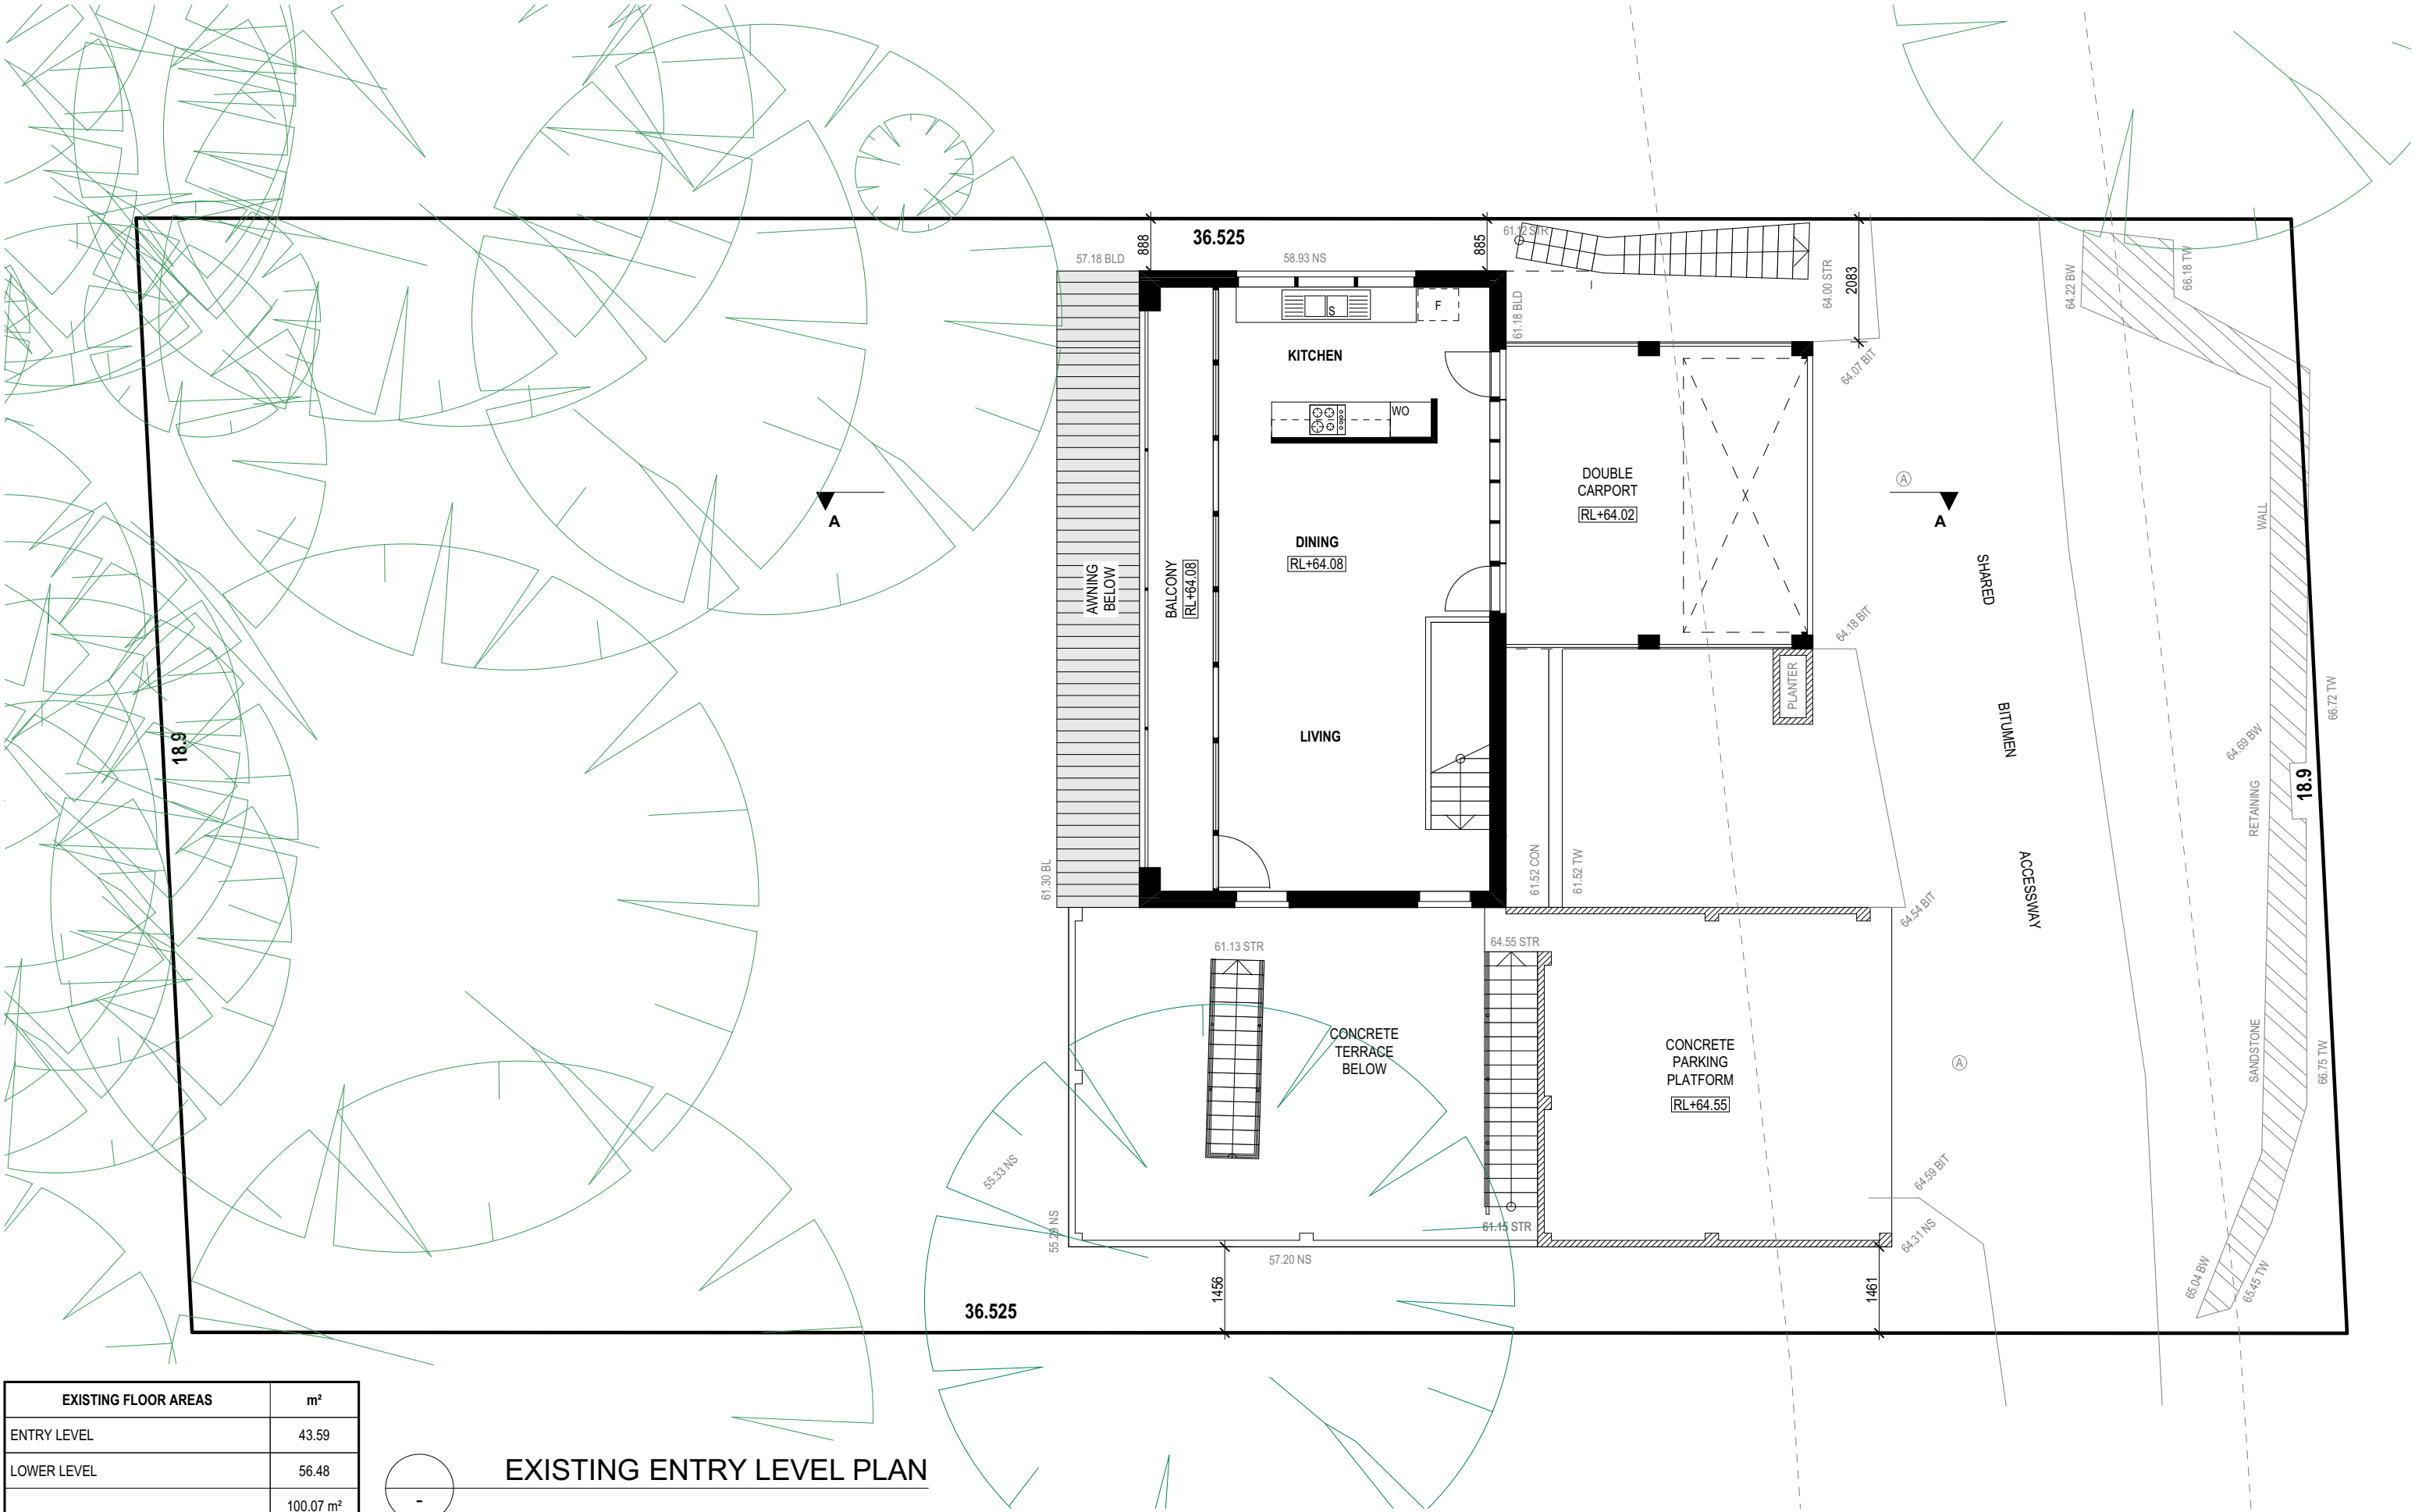 36.525
888
885
57.18 BLD
58.93 NS
61.12 STR
64.00 STR
2083
64.22 BW
66.18 TW
61.18 BLD
S
F
KITCHEN
64.07 BIT
WO
DOUBLE
CARPORT
RL+64.02
A
A
A
WALL
DINING
RL+64.08
AWNING
BELOW
BALCONY
RL+64.08
SHARED
64.18 BIT
PLANTER
66.72 TW
BITUMEN
18.9
LIVING
64.69 BW
18.9
RETAINING
61.30 BL
61.52 CON
61.52 TW
ACCESSWAY
64.54 BIT
61.13 STR
64.55 STR
CONCRETE
TERRACE
BELOW
CONCRETE
PARKING
PLATFORM
RL+64.55
A
SANDSTONE
66.75 TW
55.33 NS
64.59 BIT
55.29 NS
61.15 STR
64.31 NS
57.20 NS
1456
1461
65.04 BW
65.45 TW
36.525
EXISTING FLOOR AREAS m²
ENTRY LEVEL 43.59
LOWER LEVEL 56.48
100.07 m²
EXISTING ENTRY LEVEL PLAN
-